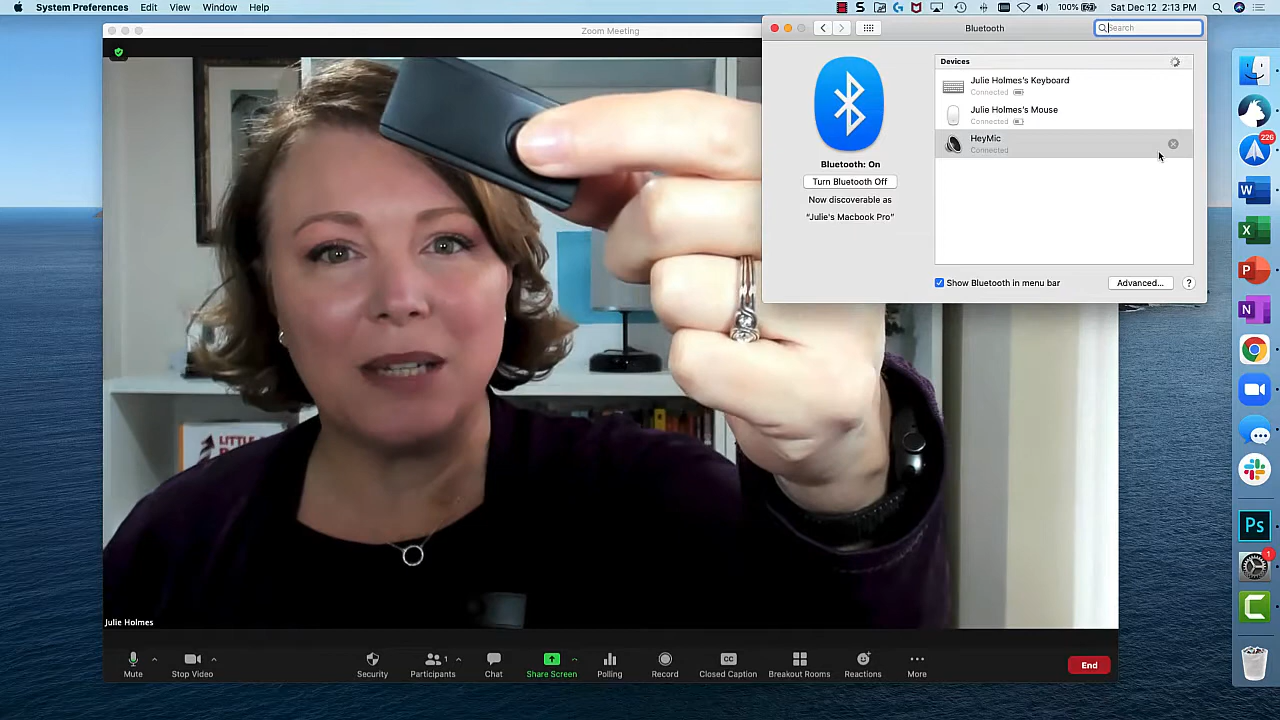 System Preferences Edit View Window Help
100% Sat Dec 12 2:13 PM
Zoom Meeting
Bluetooth
Search
Devices
Julie Holmes's Keyboard
Connected
Julie Holmes's Mouse
Connected
HeyMic
Connected
Bluetooth: On
Turn Bluetooth Off
Now discoverable as
"Julie's Macbook Pro"
Show Bluetooth in menu bar
Advanced...
?
226
W
X
P
N
Ps
1
C
LITTLE
Julie Holmes
CC
1
Mute Stop Video Security Participants Chat Share Screen Polling Record Closed Caption Breakout Rooms Reactions More
End